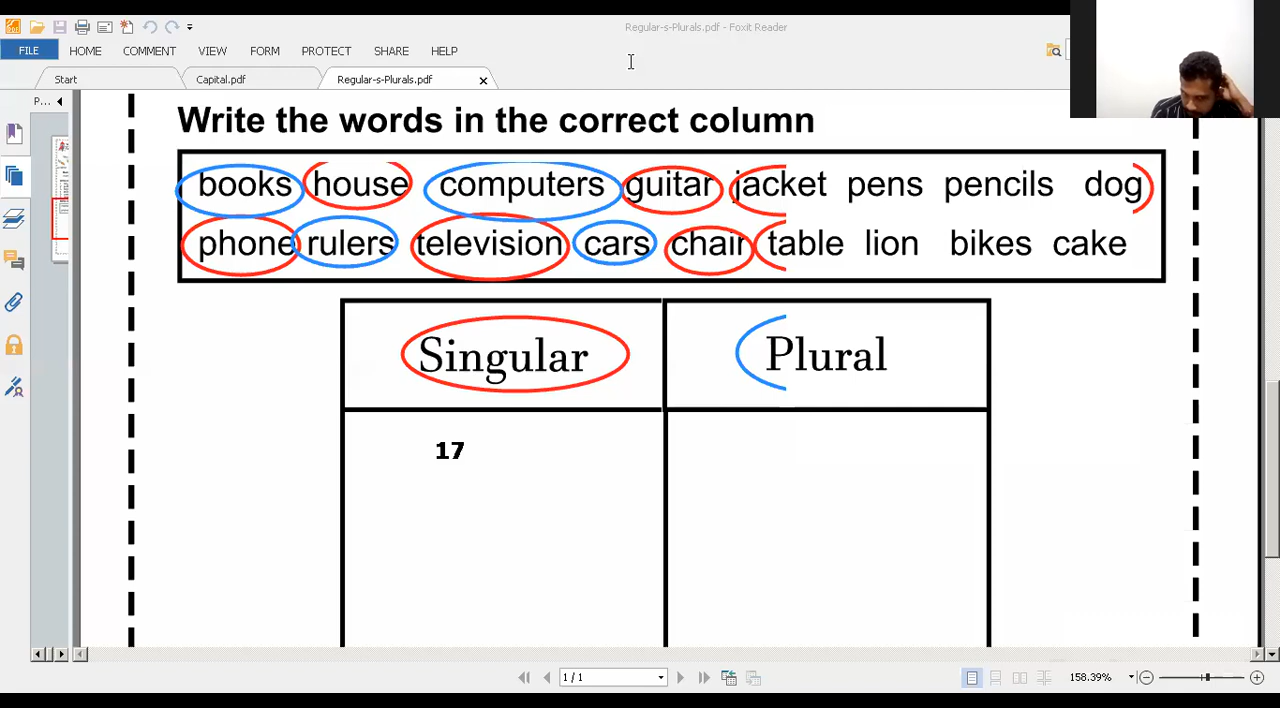 Regular-s-Plurals.pdf - Foxit Reader
FILE HOME COMMENT VIEW FORM PROTECT SHARE HELP
Start Capital.pdf Regular-s-Plurals.pdf
P...
Write the words in the correct column
books house computers guitar jacket pens pencils dog
phone rulers television cars chair table lion bikes cake
Singular Plural
17
1 / 1 158.39%